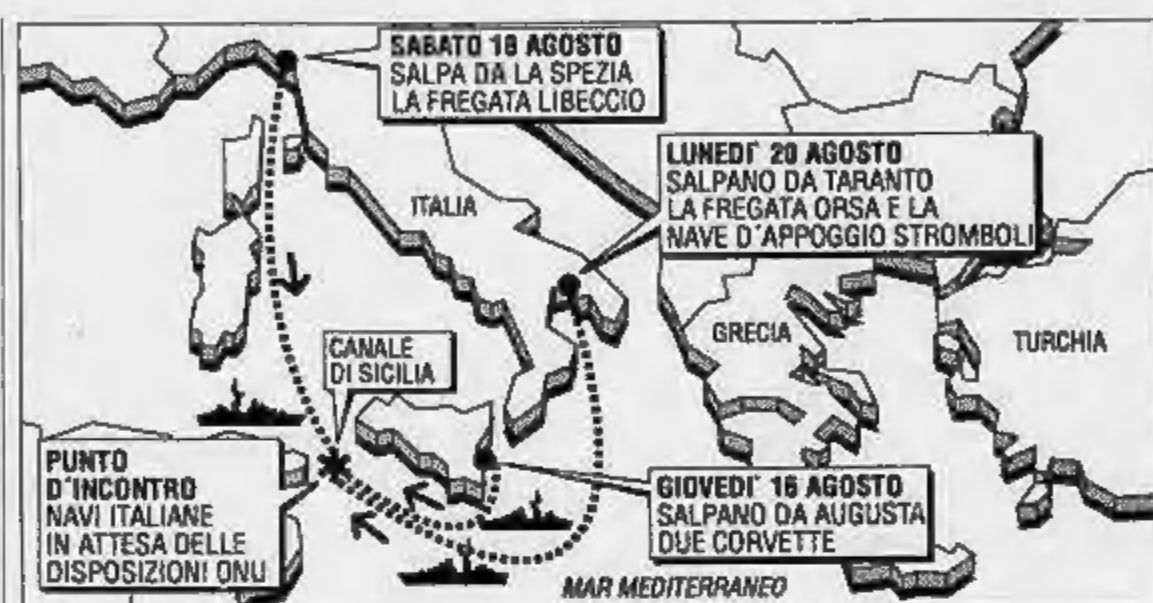 SABATO 18 AGOSTO
SALPA DA LA SPEZIA
LA FREGATA LIBECCIO
LUNEDI' 20 AGOSTO
SALPANO DA TARANTO
LA FREGATA ORSA E LA
NAVE D'APPOGGIO STROMBOLI
ITALIA
GRECIA
TURCHIA
CANALE
DI SICILIA
PUNTO
D'INCONTRO
NAVI ITALIANE
IN ATTESA DELLE
DISPOSIZIONI ONU
GIOVEDI' 16 AGOSTO
SALPANO DA AUGUSTA
DUE CORVETTE
MAR MEDITERRANEO